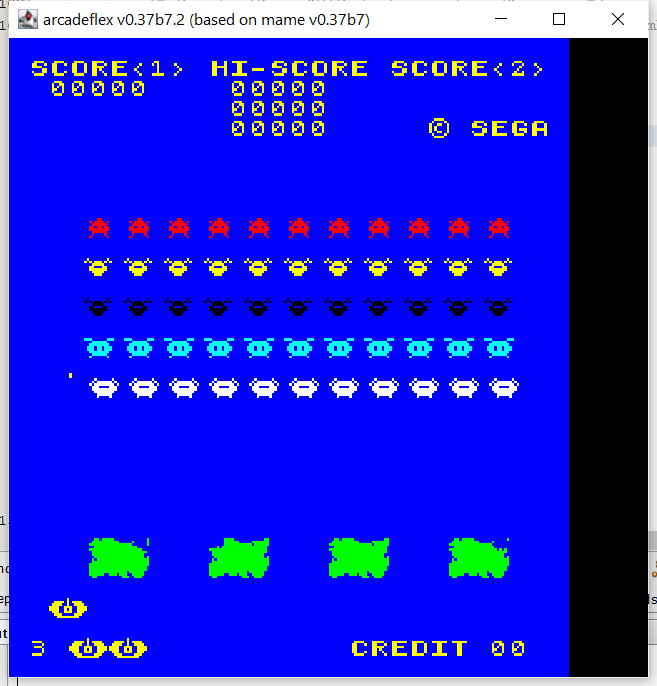 arcadeflex v0.37b7.2 (based on mame v0.37b7)
SCORE<1> HI-SCORE SCORE<2>
00000 00000
00000
00000 © SEGA
3 CREDIT 00